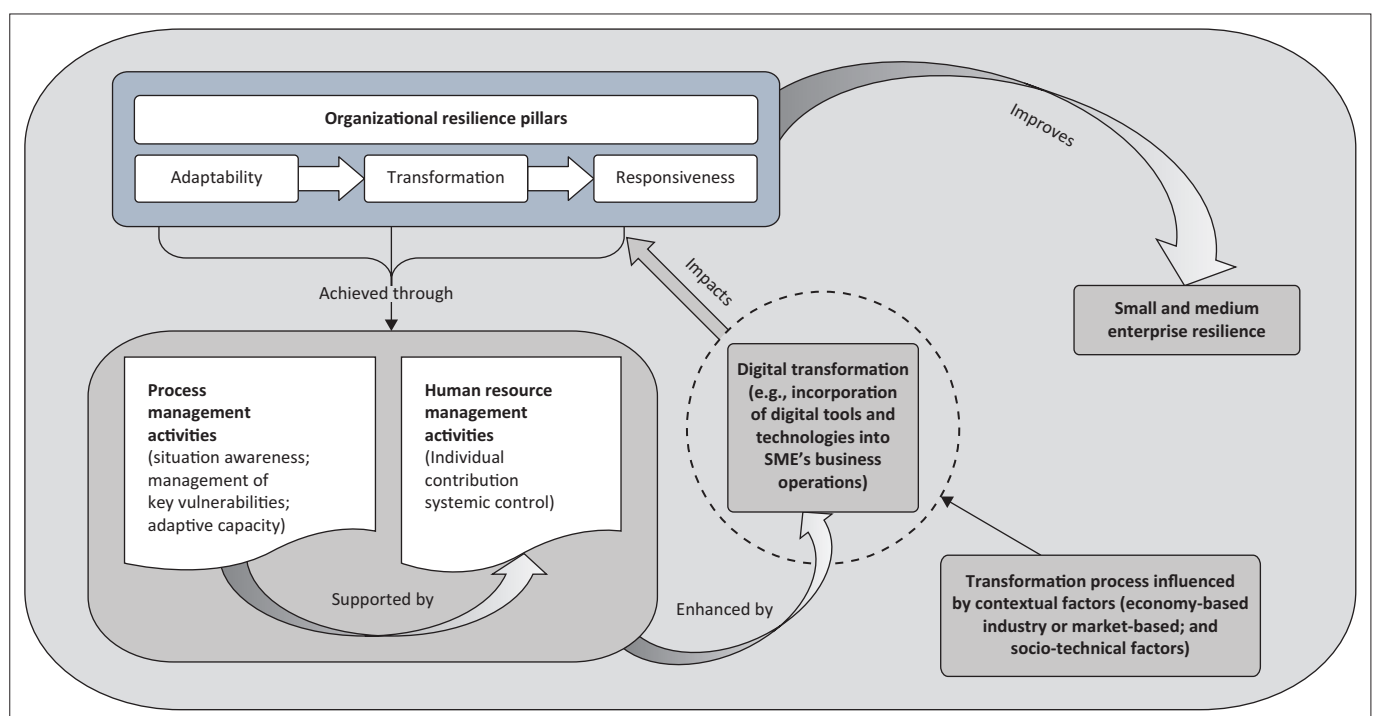 Organizational resilience pillars
Adaptability
Transformation
Responsiveness
Improves
Achieved through
Impacts
Small and medium
enterprise resilience
Process
management
activities
(situation awareness;
management of
key vulnerabilities;
adaptive capacity)
Human resource
management
activities
(Individual
contribution
systemic control)
Supported by
Digital transformation
(e.g., incorporation
of digital tools and
technologies into
SME’s business
operations)
Enhanced by
Transformation process influenced
by contextual factors (economy-based
industry or market-based; and
socio-technical factors)